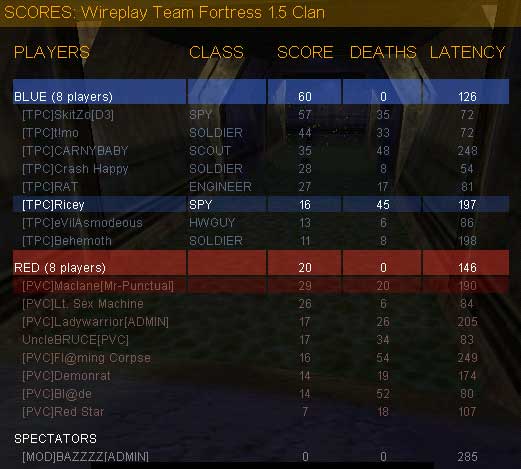 SCORES: Wireplay Team Fortress 1.5 Clan
PLAYERS CLASS SCORE DEATHS LATENCY
BLUE (8 players) 60 0 126
[TPC]SkitZo[D3] SPY 57 35 72
[TPC]t!mo SOLDIER 44 33 72
[TPC]CARNYBABY SCOUT 35 48 248
[TPC]Crash Happy SOLDIER 28 8 54
[TPC]RAT ENGINEER 27 17 81
[TPC]Ricey SPY 16 45 197
[TPC]eVilAsmodeous HWGUY 13 6 86
[TPC]Behemoth SOLDIER 11 8 198
RED (8 players) 20 0 146
[PVC]Maclane[Mr-Punctual] 29 20 190
[PVC]Lt. Sex Machine 26 6 84
[PVC]Ladywarrior[ADMIN] 17 26 205
UncleBRUCE[PVC] 17 34 83
[PVC]Fl@ming Corpse 16 54 249
[PVC]Demonrat 14 19 174
[PVC]Bl@de 14 52 80
[PVC]Red Star 7 18 107
SPECTATORS
[MOD]BAZZZZ[ADMIN] 0 0 285